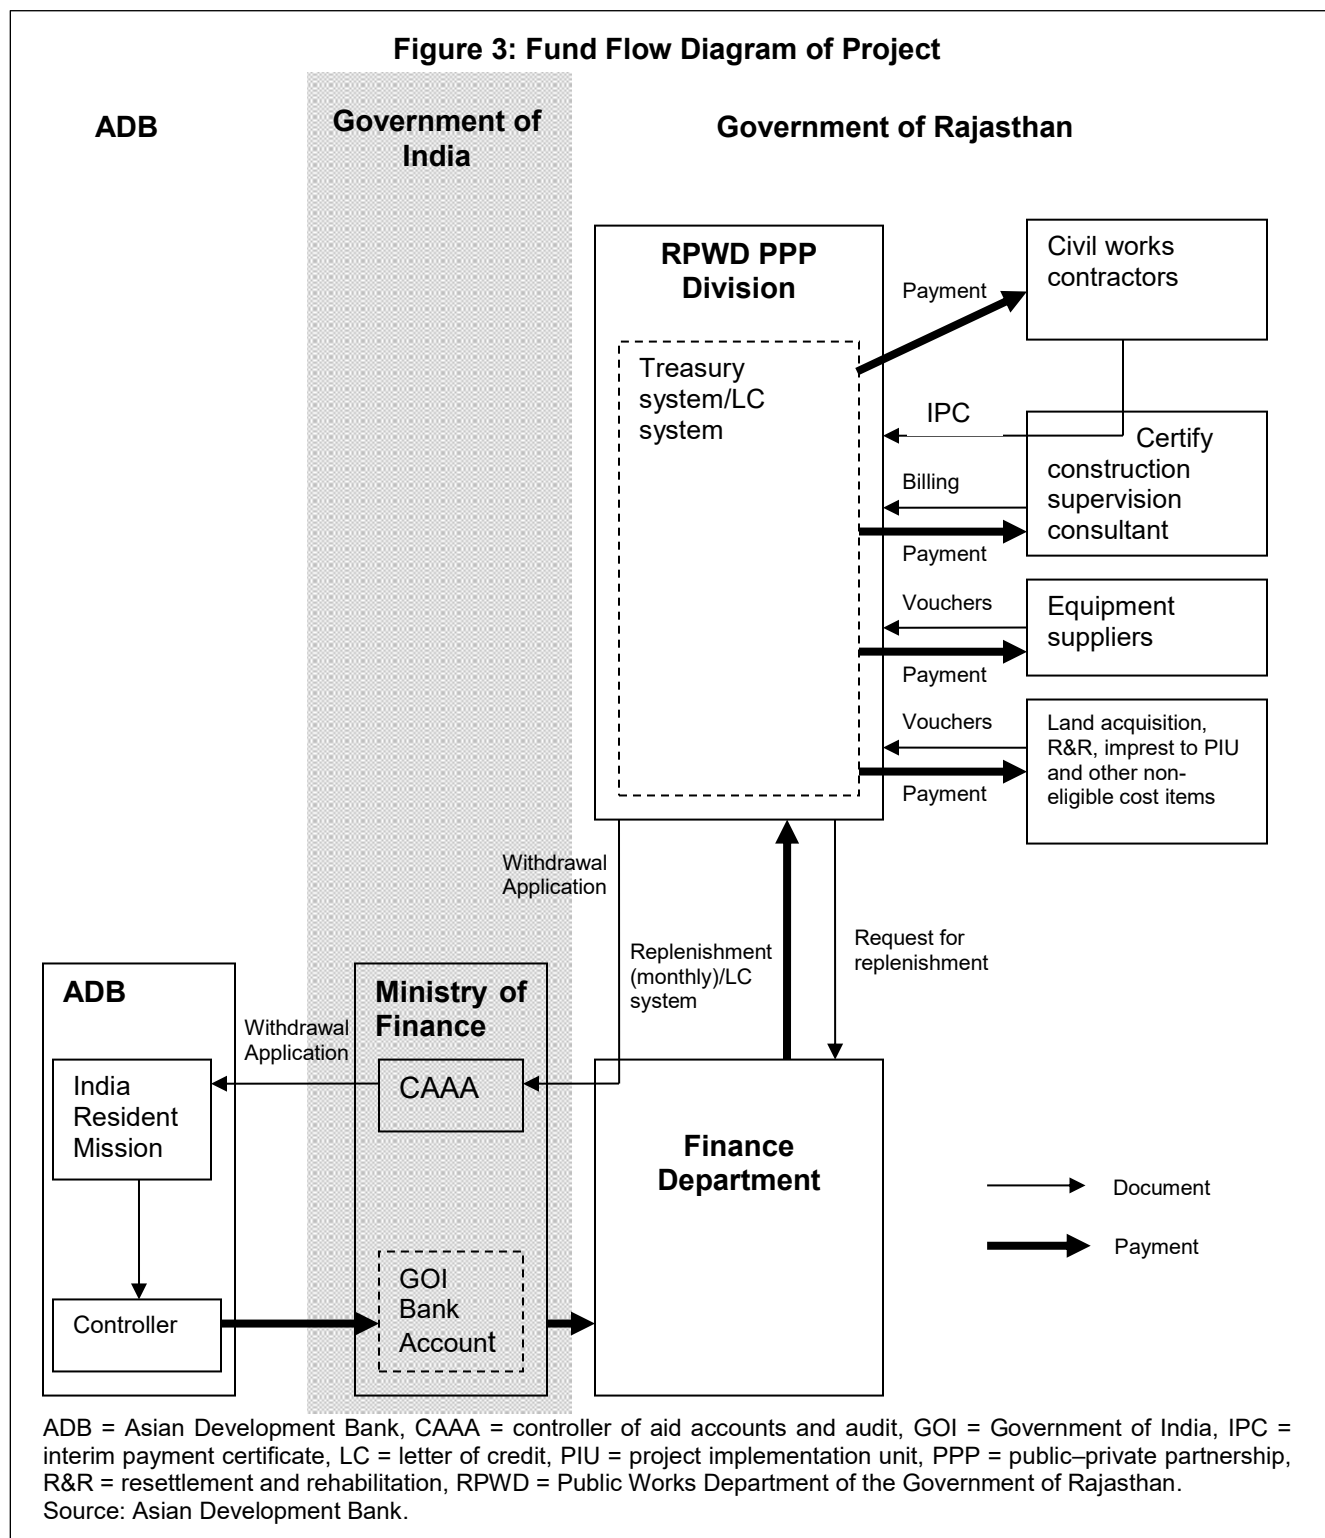 Figure 3: Fund Flow Diagram of Project
ADB
Government of
India
Government of Rajasthan
RPWD PPP
Division
Treasury
system/LC
system
Payment
Civil works
contractors
IPC
Certify
construction
supervision
consultant
Billing
Payment
Vouchers
Equipment
suppliers
Payment
Vouchers
Land acquisition,
R&R, imprest to PIU
and other non-
eligible cost items
Payment
Withdrawal
Application
Replenishment
(monthly)/LC
system
Request for
replenishment
ADB
Withdrawal
Application
Ministry of
Finance
India
Resident
Mission
CAAA
Finance
Department
Document
Payment
Controller
GOI
Bank
Account
ADB = Asian Development Bank, CAAA = controller of aid accounts and audit, GOI = Government of India, IPC =
interim payment certificate, LC = letter of credit, PIU = project implementation unit, PPP = public–private partnership,
R&R = resettlement and rehabilitation, RPWD = Public Works Department of the Government of Rajasthan.
Source: Asian Development Bank.